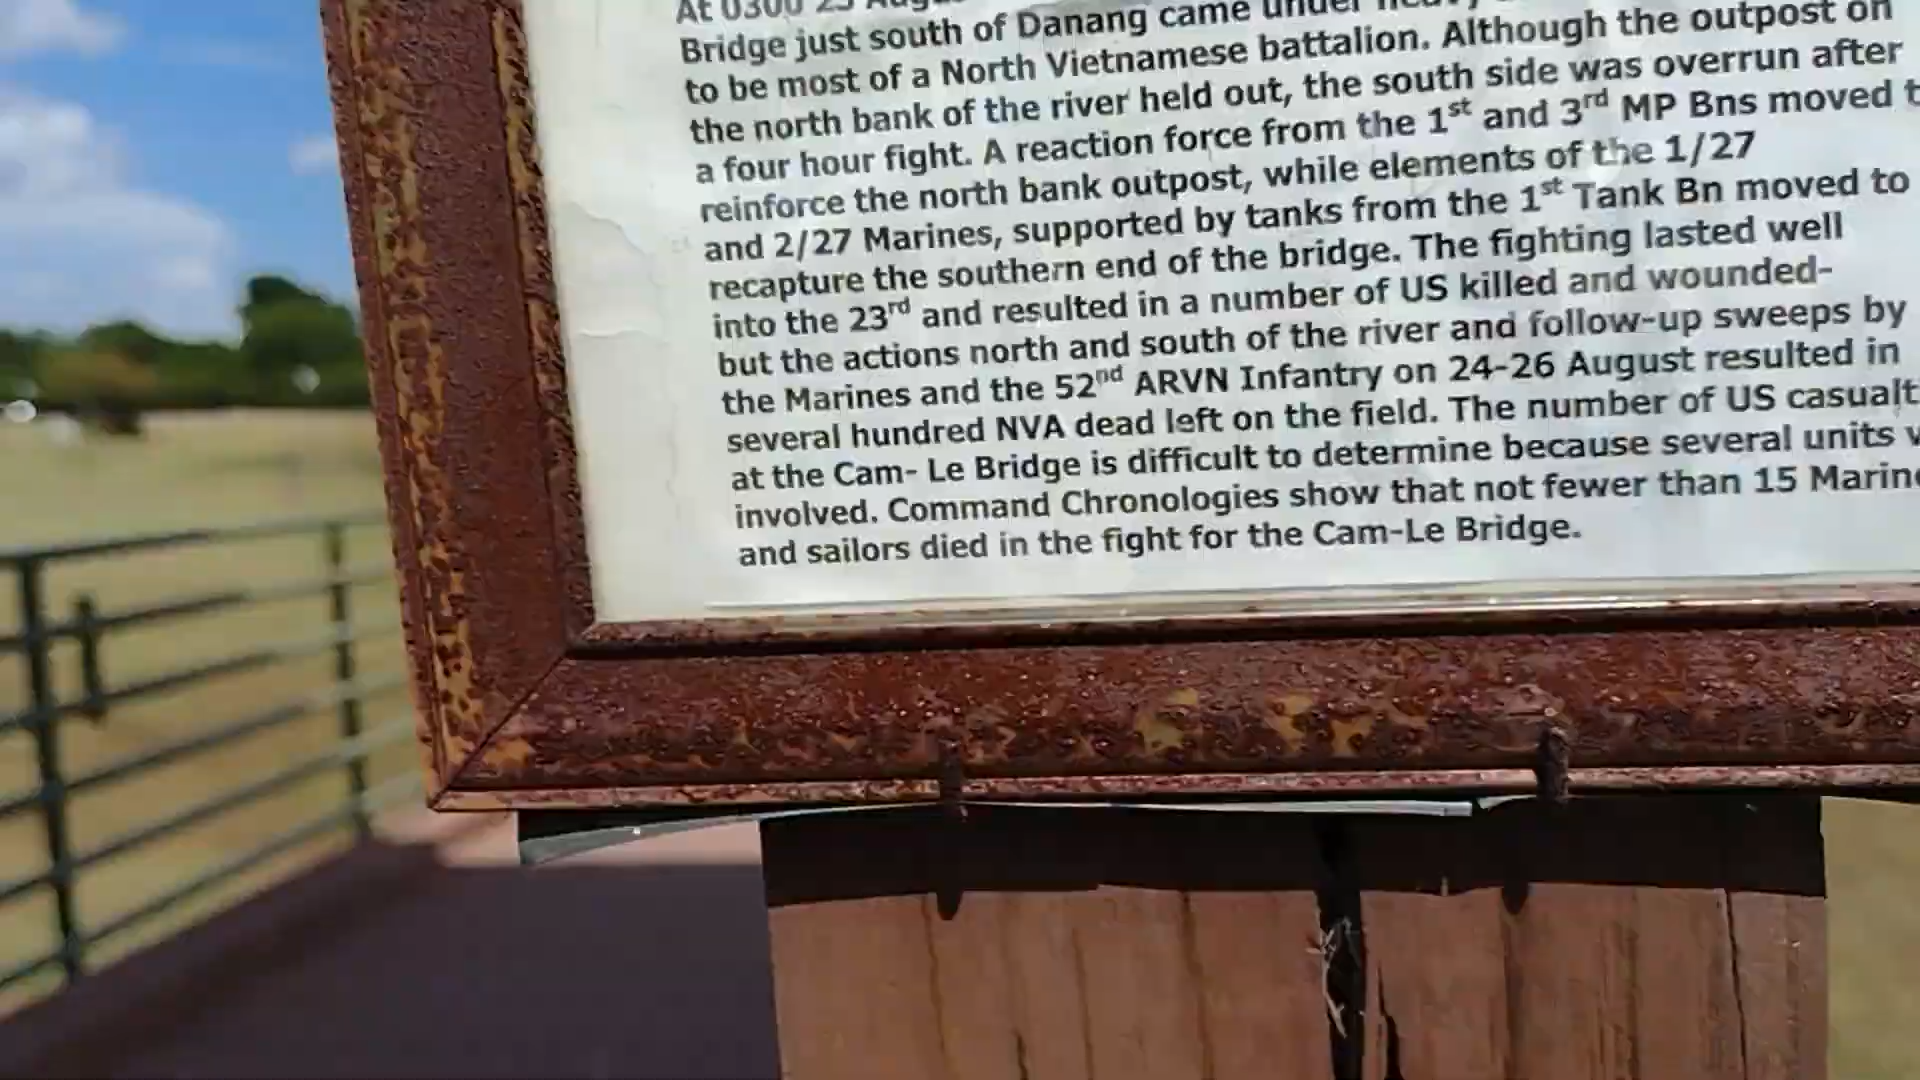 At 0300 23
Bridge just south of Danang came under
to be most of a North Vietnamese battalion. Although the outpost on
the north bank of the river held out, the south side was overrun after
a four hour fight. A reaction force from the 1st and 3rd MP Bns moved
reinforce the north bank outpost, while elements of the 1/27
and 2/27 Marines, supported by tanks from the 1st Tank Bn moved to
recapture the southern end of the bridge. The fighting lasted well
into the 23rd and resulted in a number of US killed and wounded-
but the actions north and south of the river and follow-up sweeps by
the Marines and the 52nd ARVN Infantry on 24-26 August resulted in
several hundred NVA dead left on the field. The number of US casualt
at the Cam- Le Bridge is difficult to determine because several units
involved. Command Chronologies show that not fewer than 15 Marine
and sailors died in the fight for the Cam-Le Bridge.